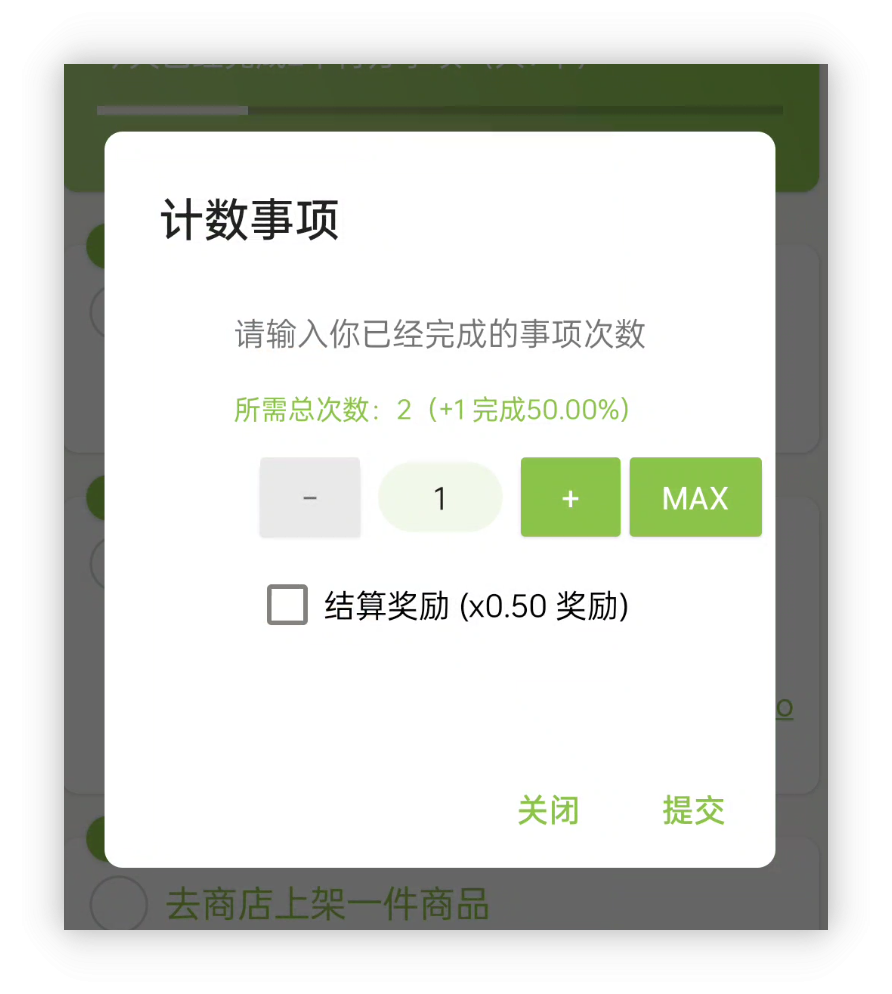 计数事项
请输入你已经完成的事项次数
所需总次数：2（+1 完成50.00%）
- 1 + MAX
结算奖励 (x0.50 奖励)
关闭 提交
去商店上架一件商品